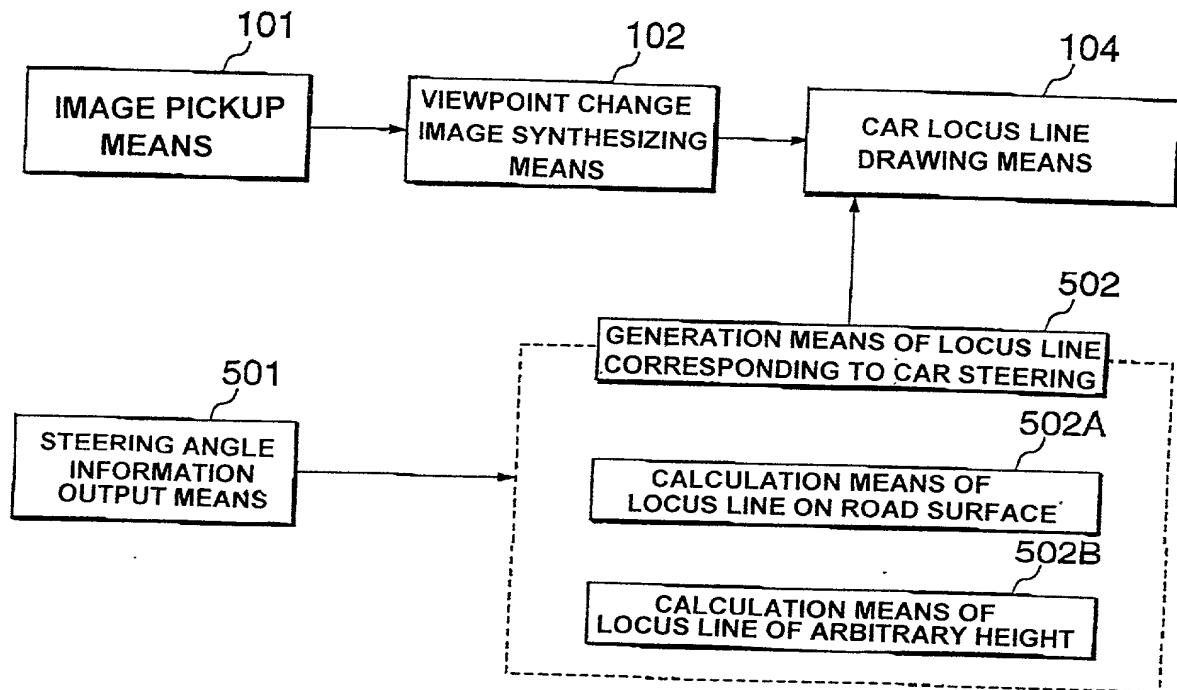 101
IMAGE PICKUP
MEANS
102
VIEWPOINT CHANGE
IMAGE SYNTHESIZING
MEANS
104
CAR LOCUS LINE
DRAWING MEANS
502
GENERATION MEANS OF LOCUS LINE
CORRESPONDING TO CAR STEERING
501
STEERING ANGLE
INFORMATION
OUTPUT MEANS
502A
CALCULATION MEANS OF
LOCUS LINE ON ROAD SURFACE
502B
CALCULATION MEANS OF
LOCUS LINE OF ARBITRARY HEIGHT